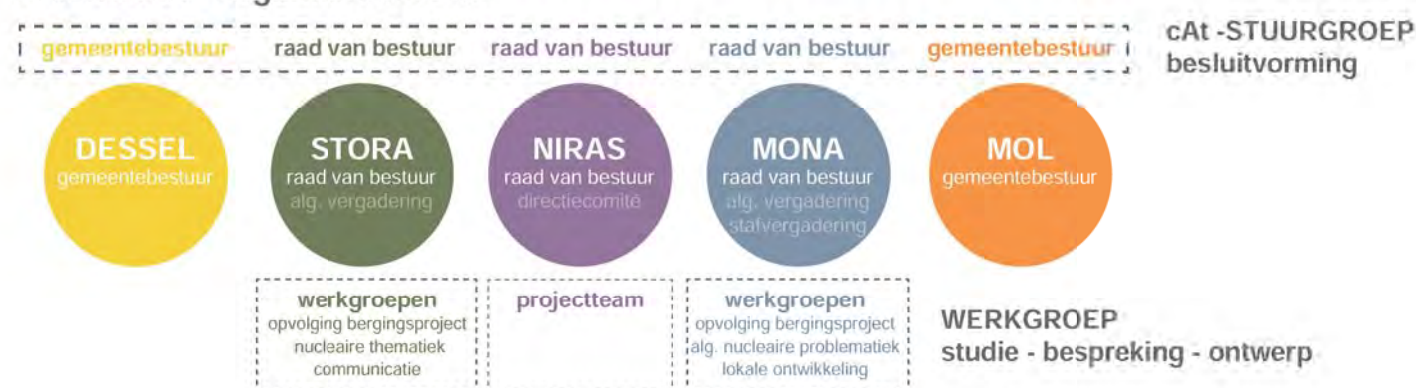 gemeentebestuur raad van bestuur raad van bestuur raad van bestuur gemeentebestuur
cAt -STUURGROEP
besluitvorming
DESSEL
gemeentebestuur
STORA
raad van bestuur
alg. vergadering
NIRAS
raad van bestuur
directiecomité
MONA
raad van bestuur
alg. vergadering
stafvergadering
MOL
gemeentebestuur
werkgroepen
opvolging bergingsproject
nucleaire thematiek
communicatie
projectteam
werkgroepen
opvolging bergingsproject
alg. nucleaire problematiek
lokale ontwikkeling
WERKGROEP
studie - bespreking - ontwerp